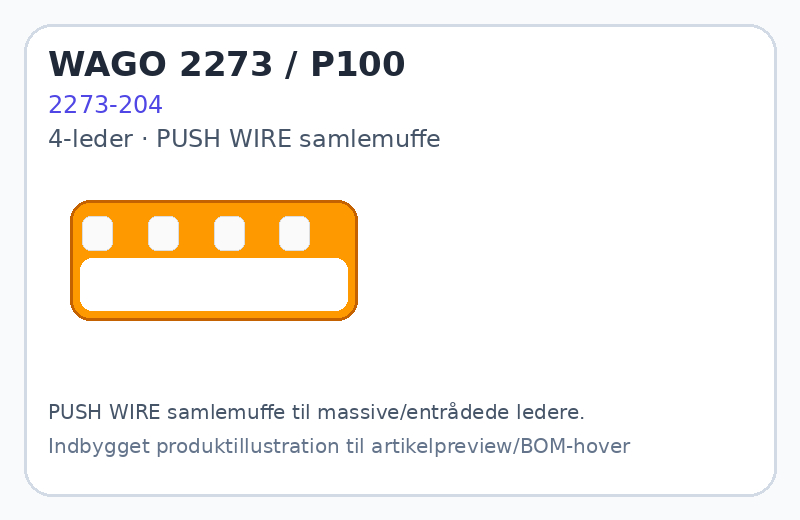 WAGO 2273 / P100
2273-204
4-leder · PUSH WIRE samlemuffe
PUSH WIRE samlemuffe til massive/entrådede ledere.
Indbygget produktillustration til artikelpreview/BOM-hover